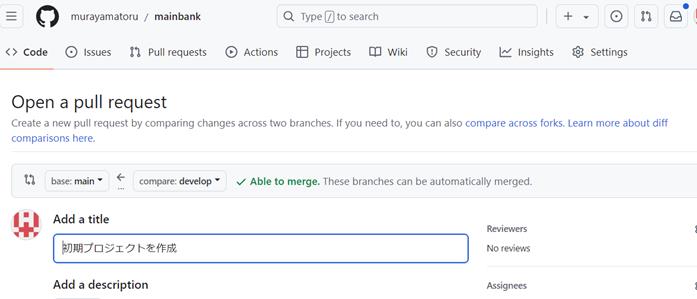 murayamatoru / mainbank
Type / to search
Code Issues Pull requests Actions Projects Wiki Security Insights Settings
Open a pull request
Create a new pull request by comparing changes across two branches. If you need to, you can also compare across forks. Learn more about diff
comparisons here.
base: main
compare: develop
Able to merge. These branches can be automatically merged.
Add a title
初期プロジェクトを作成
Add a description
Reviewers
No reviews
Assignees